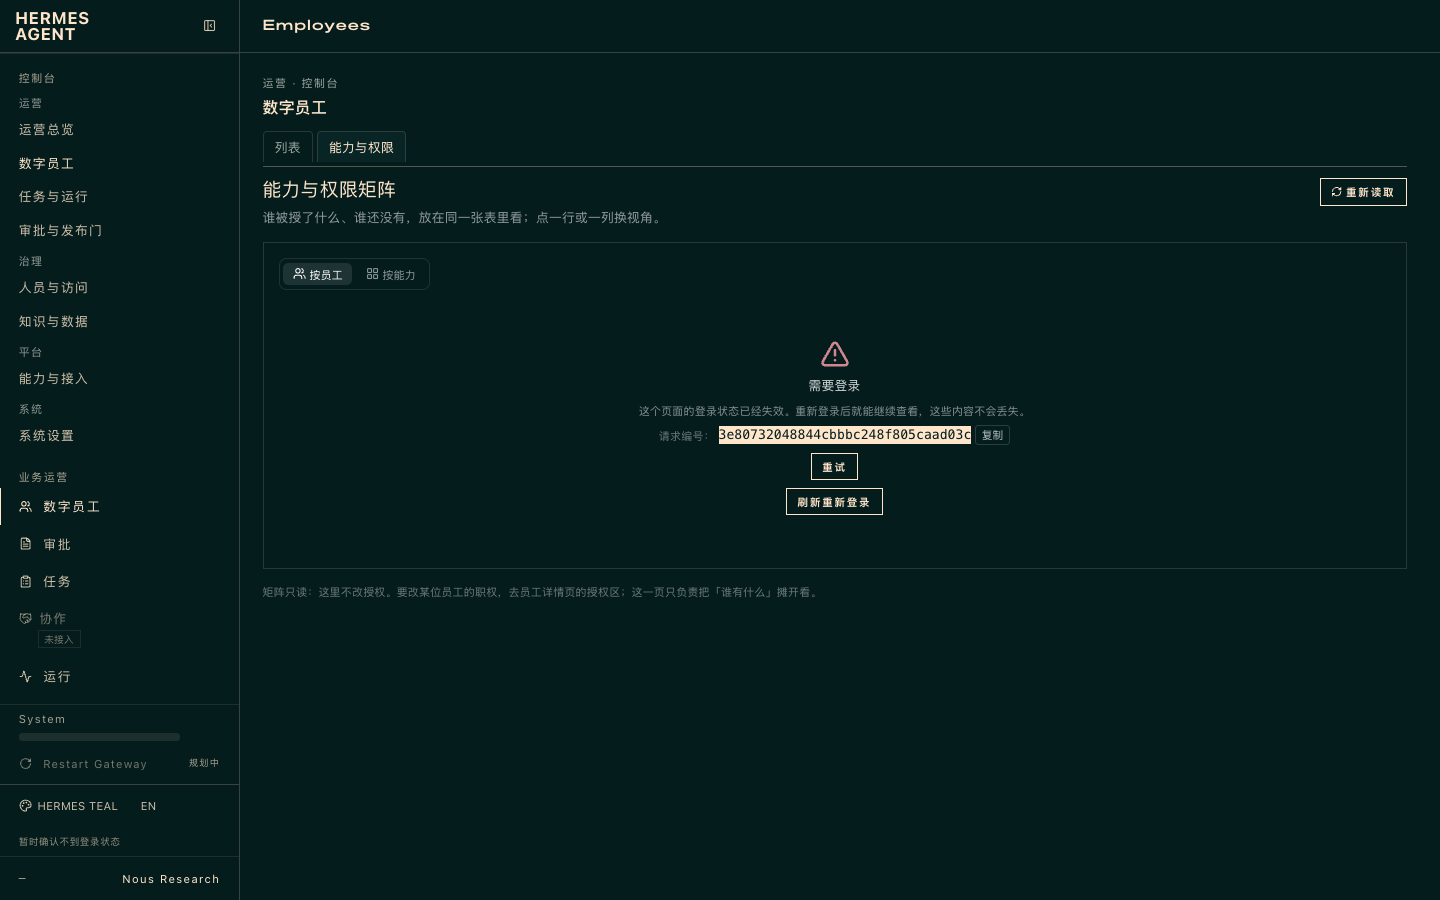 HERMES
AGENT
控制台
运营
运营总览
数字员工
任务与运行
审批与发布门
治理
人员与访问
知识与数据
平台
能力与接入
系统
系统设置
业务运营
数字员工
审批
任务
协作
未接入
运行
System
Restart Gateway 规划中
HERMES TEAL EN
暂时确认不到登录状态
— Nous Research
Employees
运营 · 控制台
数字员工
列表 能力与权限
能力与权限矩阵
重新读取
谁被授了什么、谁还没有，放在同一张表里看；点一行或一列换视角。
按员工 按能力
需要登录
这个页面的登录状态已经失效。重新登录后就能继续查看，这些内容不会丢失。
请求编号： 3e80732048844cbbbc248f805caad03c 复制
重试
刷新重新登录
矩阵只读：这里不改授权。要改某位员工的职权，去员工详情页的授权区；这一页只负责把「谁有什么」摊开看。